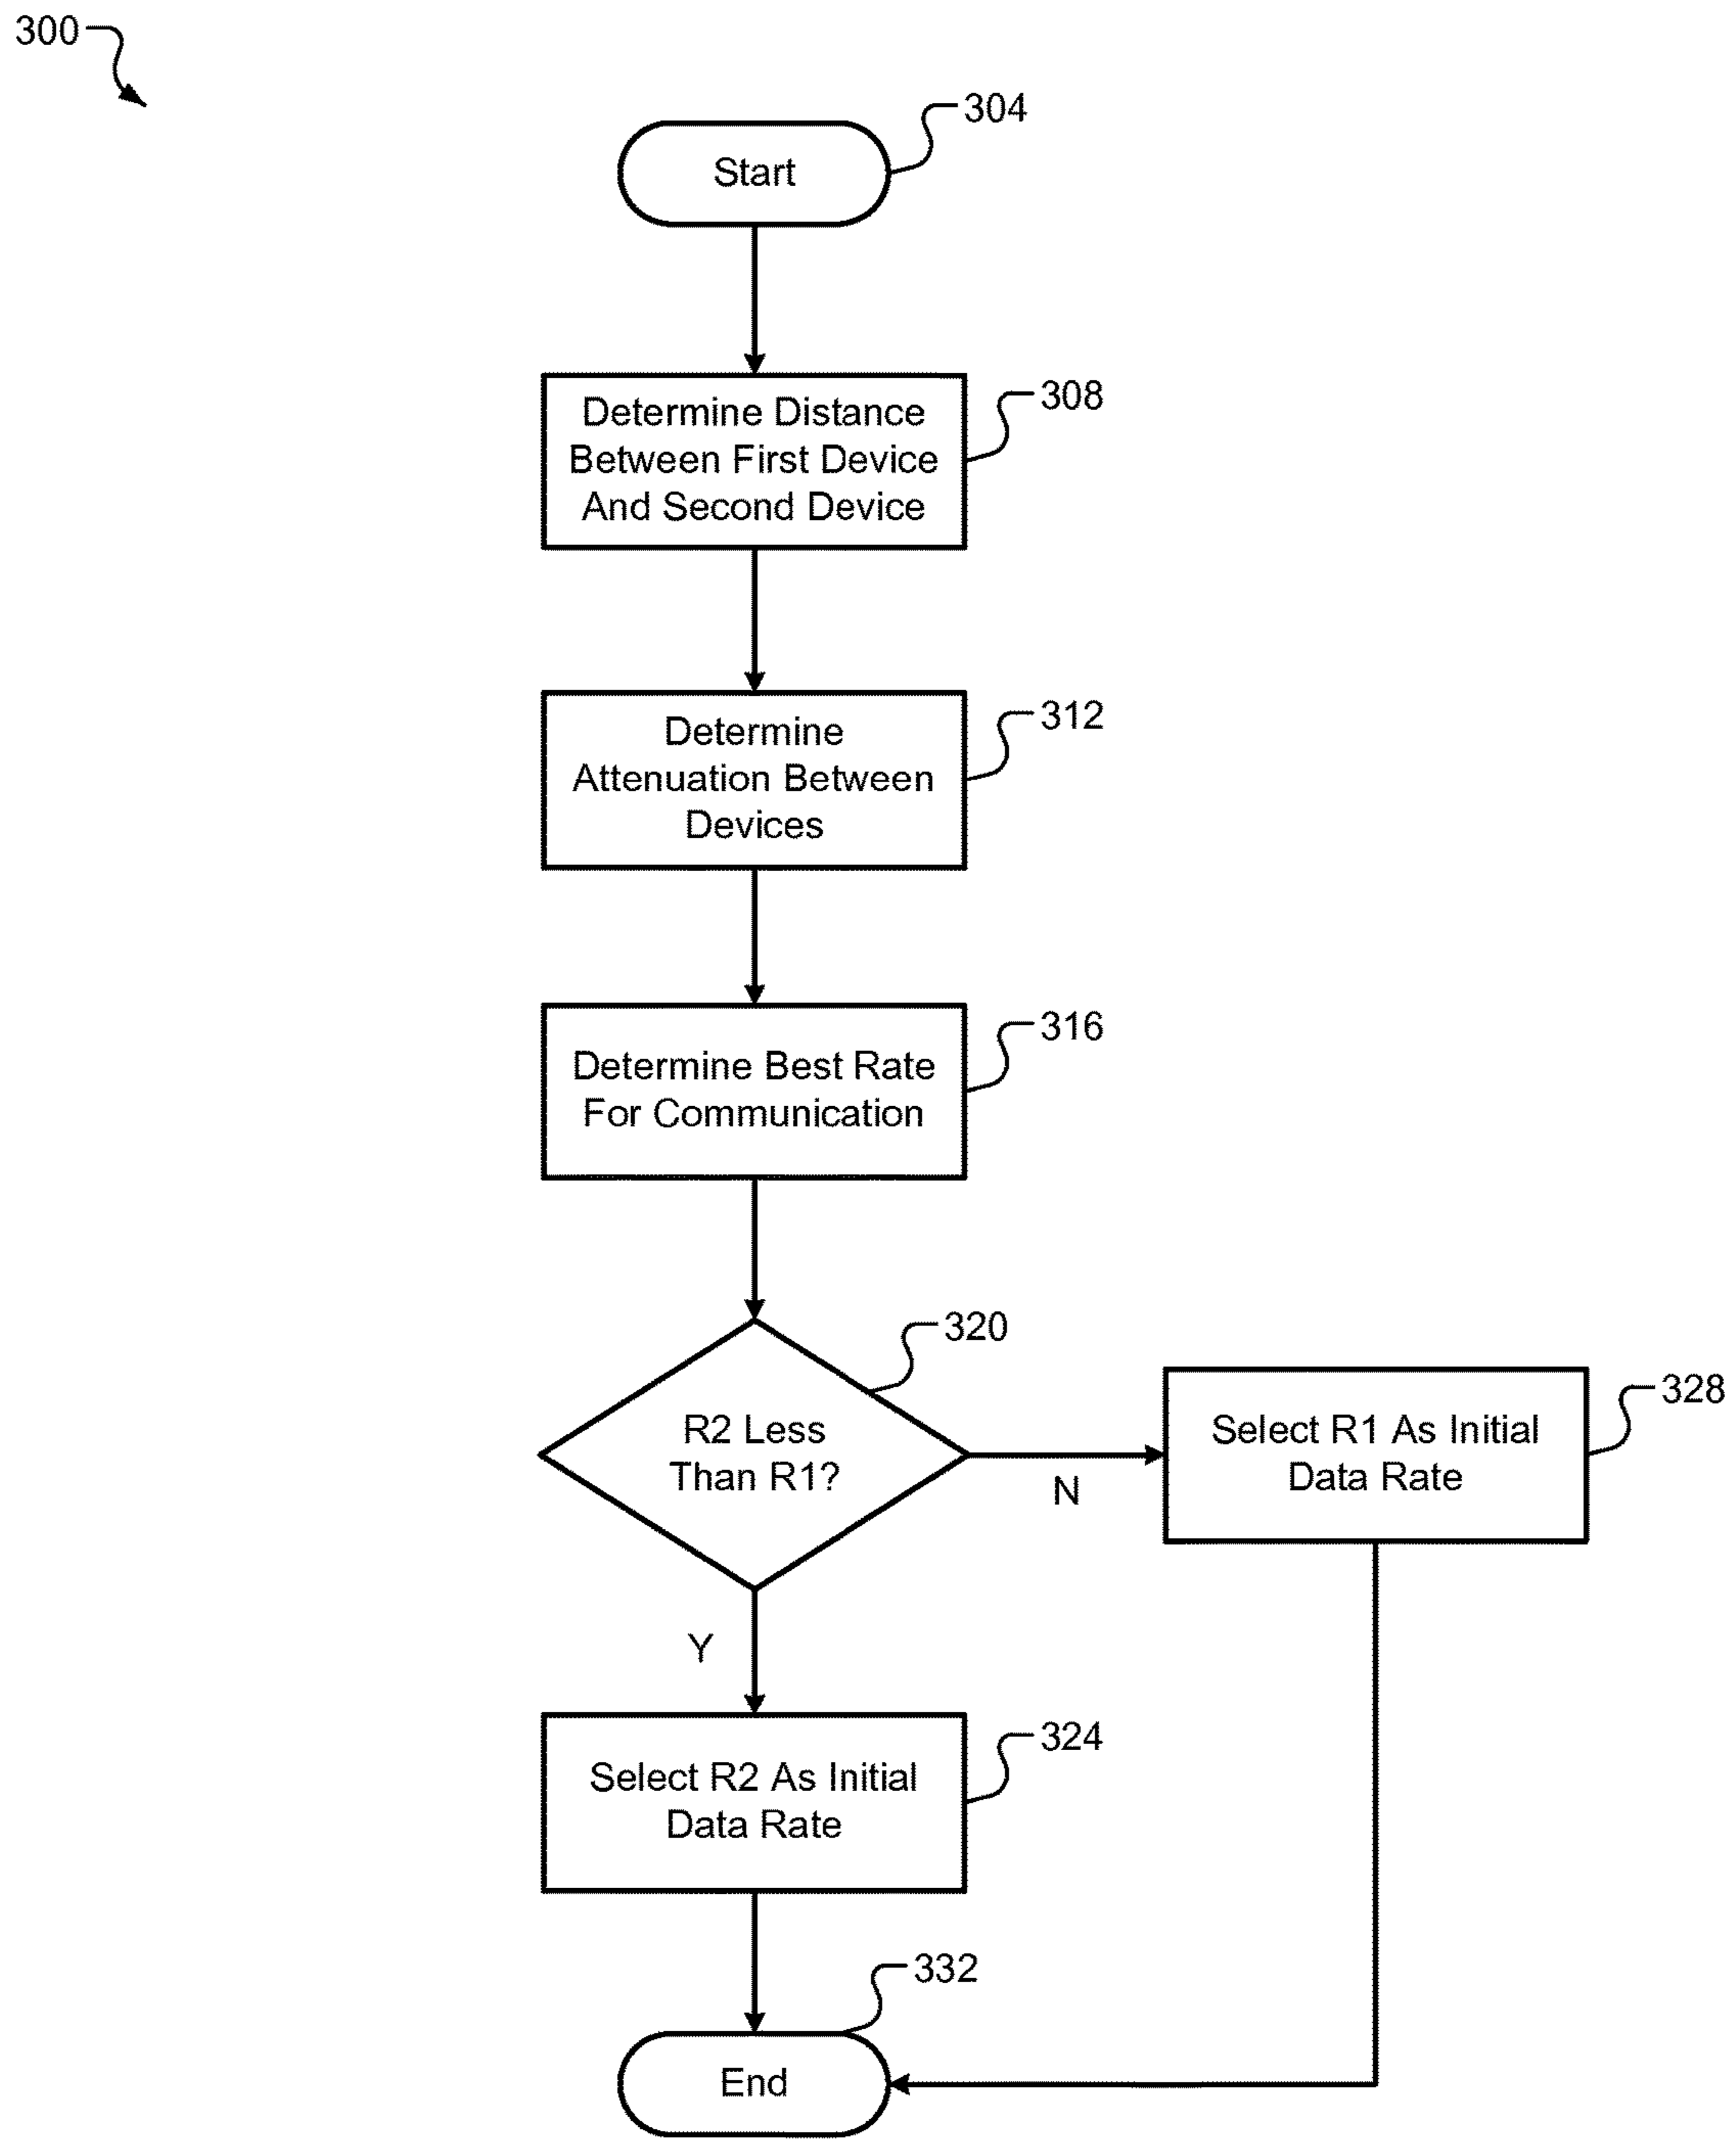 300
304
Start
308
Determine Distance
Between First Device
And Second Device
312
Determine
Attenuation Between
Devices
316
Determine Best Rate
For Communication
320
R2 Less
Than R1?
N
328
Select R1 As Initial
Data Rate
Y
324
Select R2 As Initial
Data Rate
332
End